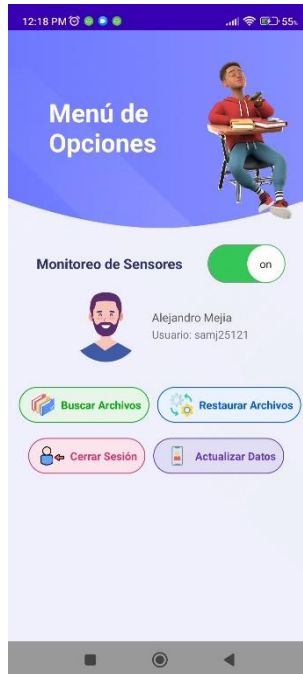 12:18 PM 55%
Menú de
Opciones
Monitoreo de Sensores on
Alejandro Mejia
Usuario: samj25121
Buscar Archivos Restaurar Archivos
Cerrar Sesión Actualizar Datos